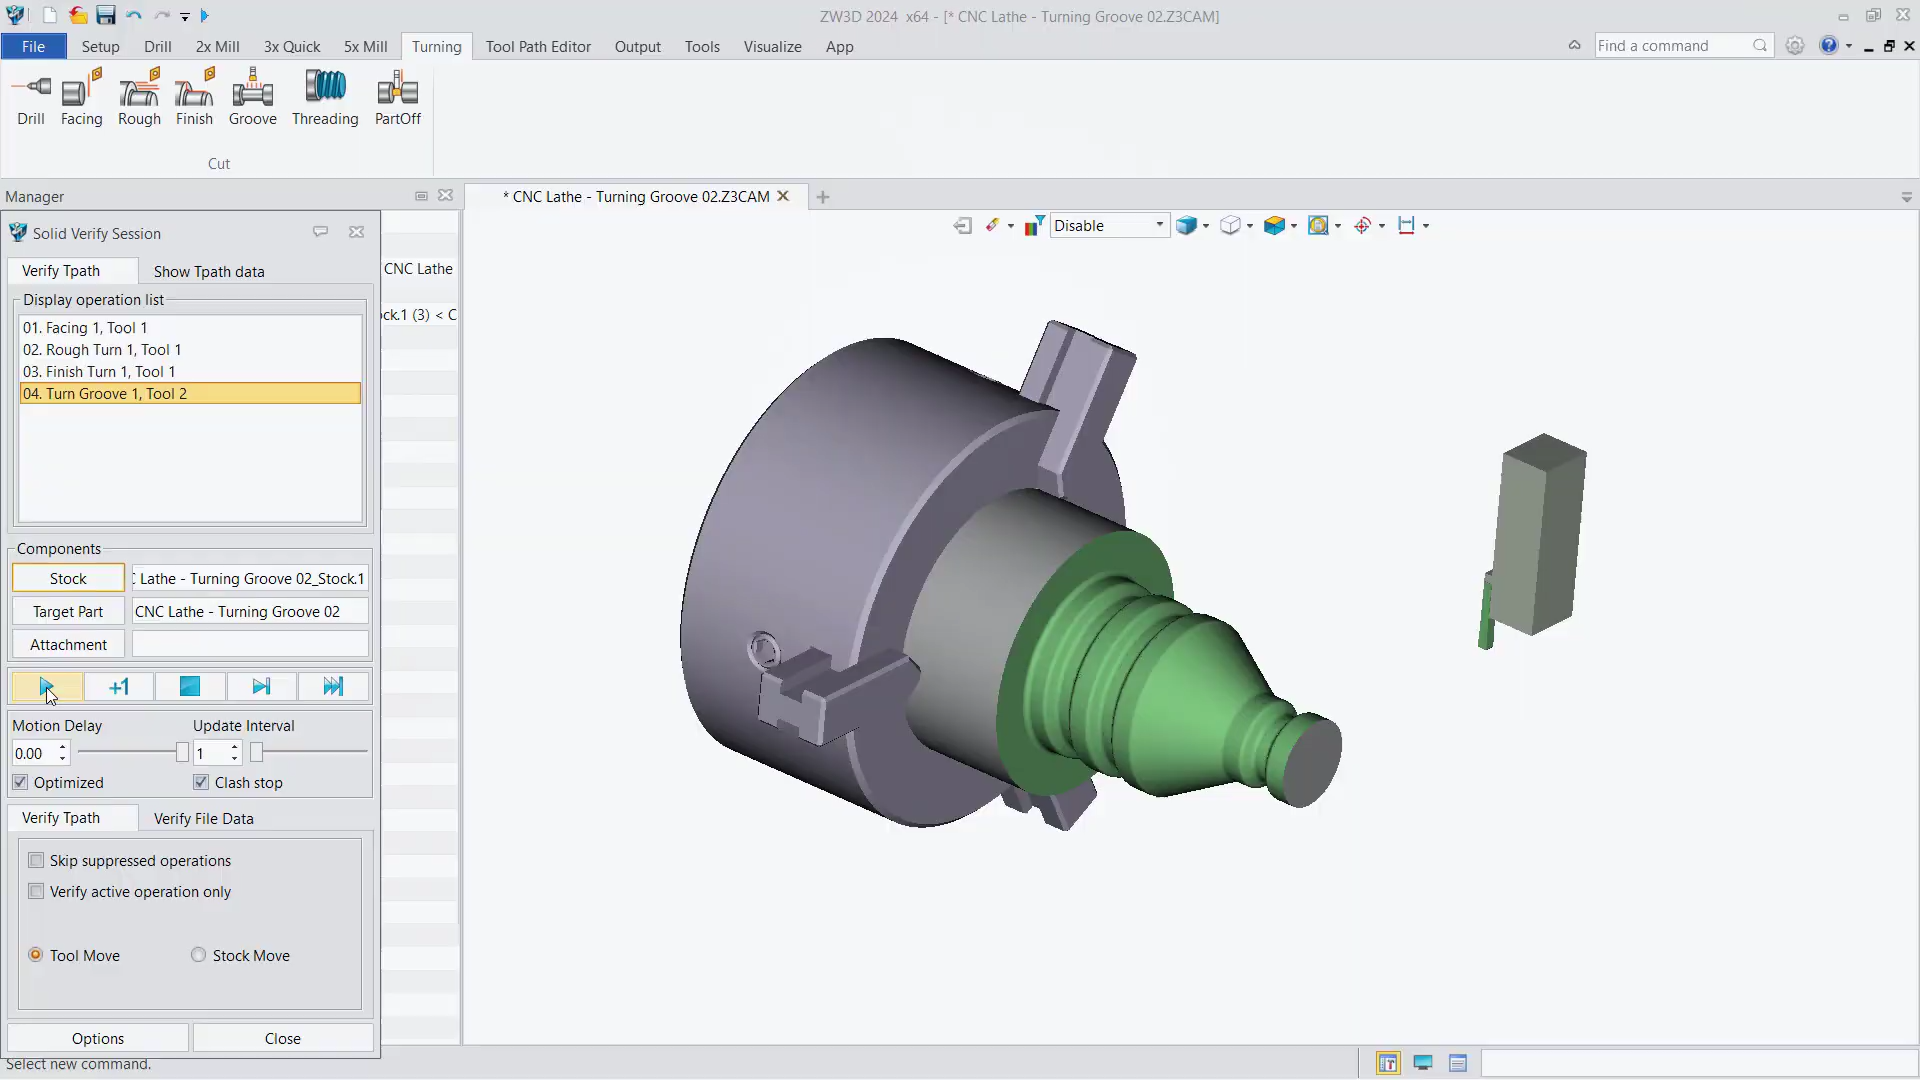 ZW3D 2024 x64 - [* CNC Lathe - Turning Groove 02.Z3CAM]
File Setup Drill 2x Mill 3x Quick 5x Mill Turning Tool Path Editor Output Tools Visualize App Find a command
Drill Facing Rough Finish Groove Threading PartOff
Cut
Manager
* CNC Lathe - Turning Groove 02.Z3CAM
Solid Verify Session
Disable
Verify Tpath Show Tpath data
CNC Lathe
Display operation list
ock.1 (3) < C
01. Facing 1, Tool 1
02. Rough Turn 1, Tool 1
03. Finish Turn 1, Tool 1
04. Turn Groove 1, Tool 2
Components
Stock Lathe - Turning Groove 02_Stock.1
Target Part CNC Lathe - Turning Groove 02
Attachment
+1
Motion Delay Update Interval
0.00 1
Optimized Clash stop
Verify Tpath Verify File Data
Skip suppressed operations
Verify active operation only
Tool Move Stock Move
Options Close
Select new command.